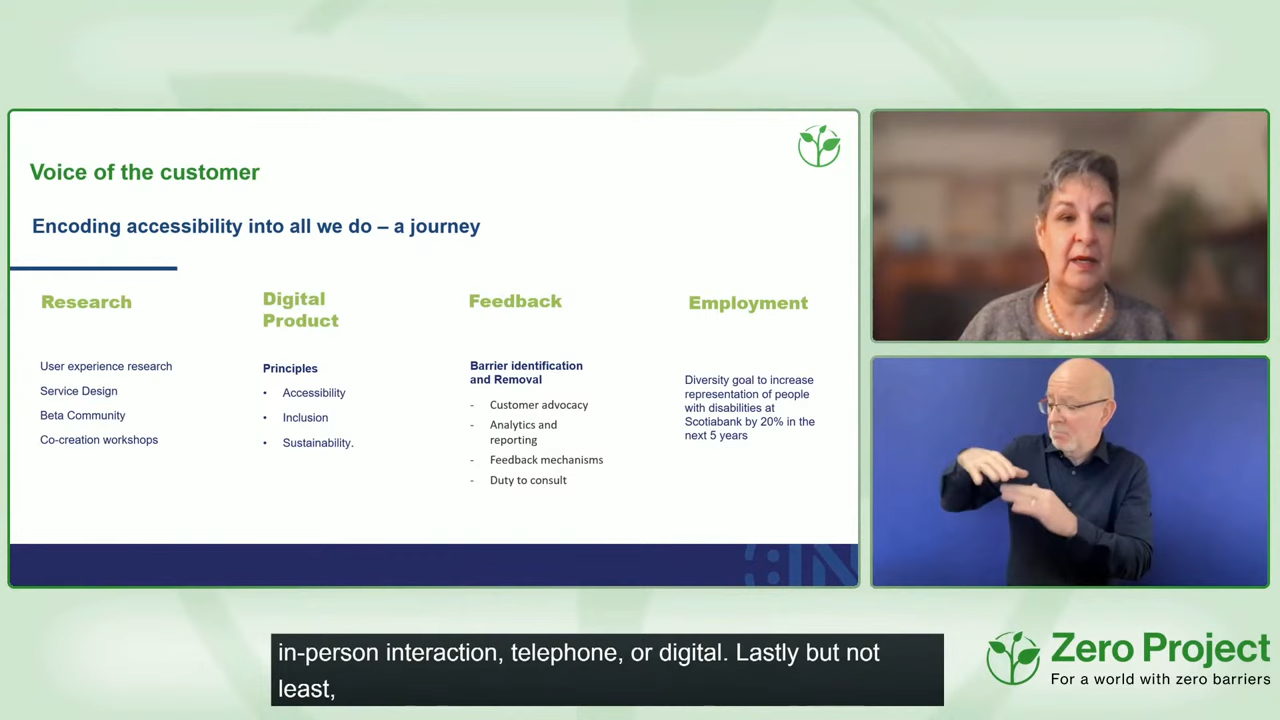 Voice of the customer
Encoding accessibility into all we do – a journey
Research
User experience research
Service Design
Beta Community
Co-creation workshops
Digital
Product
Principles
• Accessibility
• Inclusion
• Sustainability.
Feedback
Barrier identification
and Removal
- Customer advocacy
- Analytics and
reporting
- Feedback mechanisms
- Duty to consult
Employment
Diversity goal to increase
representation of people
with disabilities at
Scotiabank by 20% in the
next 5 years
in-person interaction, telephone, or digital. Lastly but not
least,
Zero Project
For a world with zero barriers